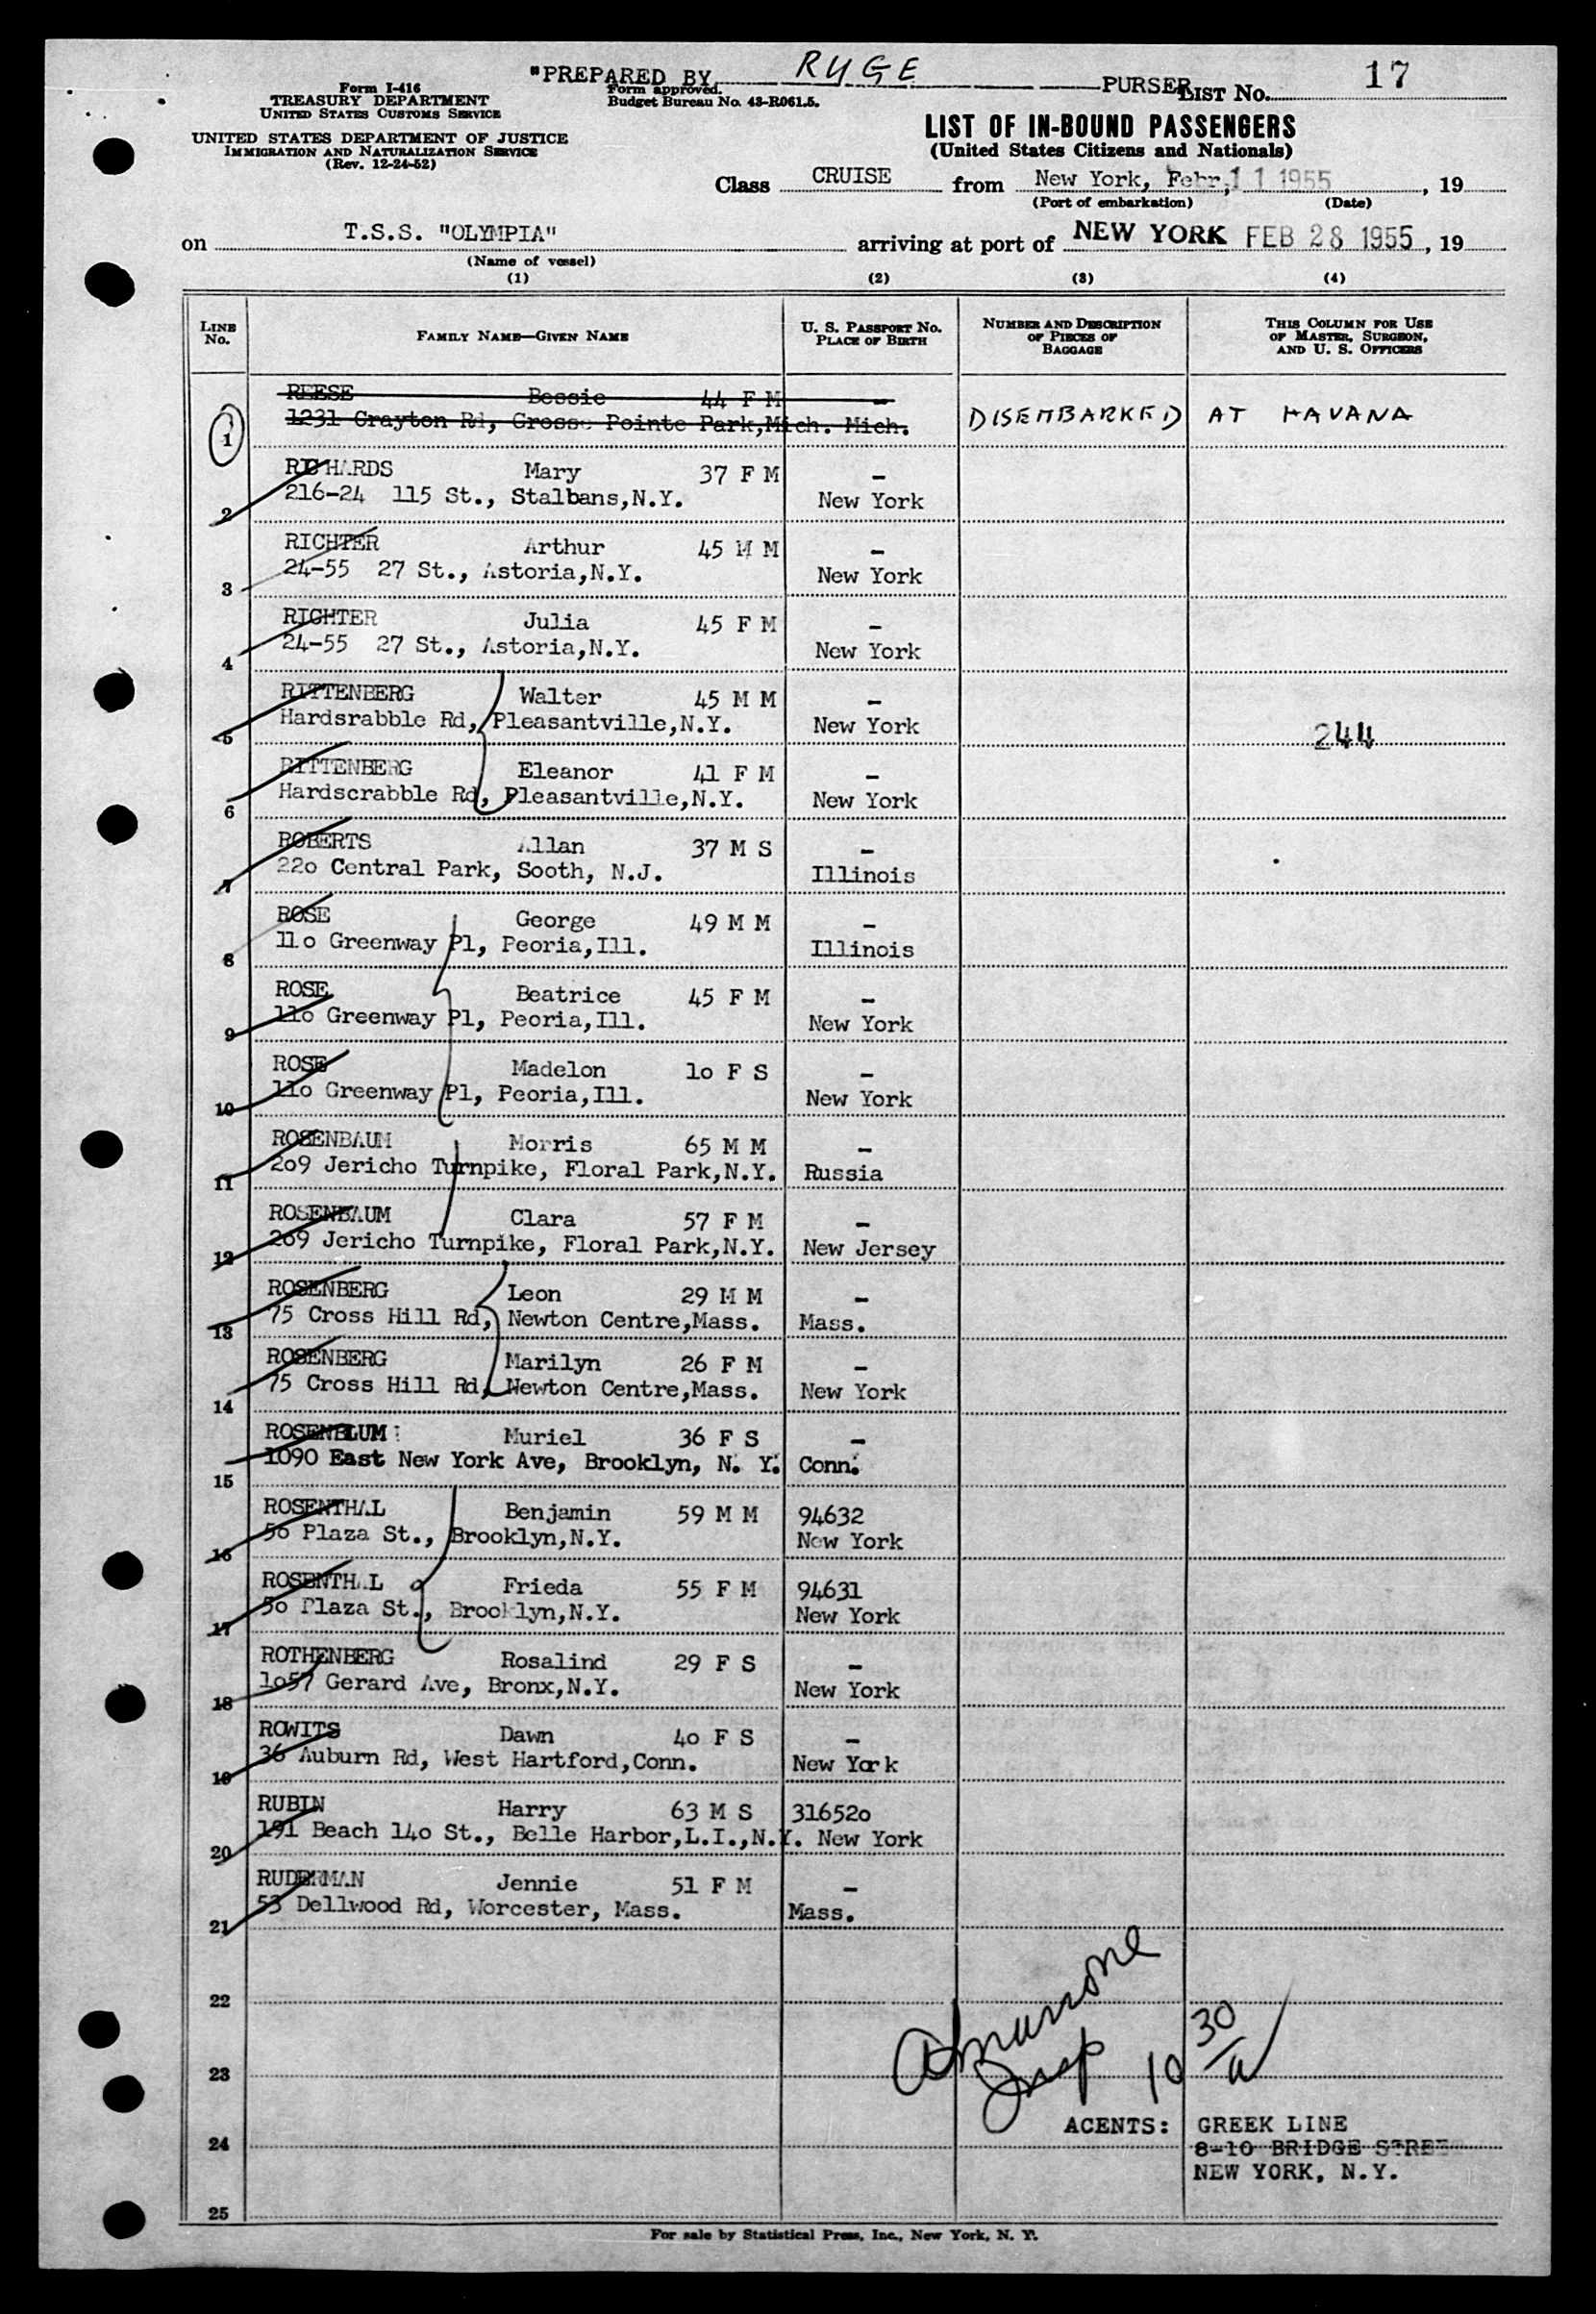 "PREPARED BY RYGE PURSER
Form I-416
TREASURY DEPARTMENT
UNITED STATES CUSTOMS SERVICE
UNITED STATES DEPARTMENT OF JUSTICE
IMMIGRATION AND NATURALIZATION SERVICE
(Rev. 12-24-52)
Form approved.
Budget Bureau No. 43-R061.5.
LIST No. 17
LIST OF IN-BOUND PASSENGERS
(United States Citizens and Nationals)
Class CRUISE from New York, Febr, 11 1955, 19
(Port of embarkation) (Date)
on T.S.S. "OLYMPIA" arriving at port of NEW YORK FEB 28 1955, 19
(Name of vessel)
(1) (2) (3) (4)
LINE No. FAMILY NAME—GIVEN NAME U. S. PASSPORT No. PLACE OF BIRTH NUMBER AND DESCRIPTION OF PIECES OF BAGGAGE THIS COLUMN FOR USE OF MASTER, SURGEON, AND U. S. OFFICERS
REESE Bessie 44 F M -
1 1231 Grayton Rd, Grosse Pointe Park,Mich. Mich. DISEMBARKED AT HAVANA
RICHARDS Mary 37 F M -
2 216-24 115 St., Stalbans,N.Y. New York
RICHTER Arthur 45 M M -
3 24-55 27 St., Astoria,N.Y. New York
RICHTER Julia 45 F M -
4 24-55 27 St., Astoria,N.Y. New York
RITTENBERG Walter 45 M M -
5 Hardsrabble Rd, Pleasantville,N.Y. New York 244
RITTENBERG Eleanor 41 F M -
6 Hardscrabble Rd, Pleasantville,N.Y. New York
ROBERTS Allan 37 M S -
7 22o Central Park, Sooth, N.J. Illinois
ROSE George 49 M M -
8 11o Greenway Pl, Peoria,Ill. Illinois
ROSE Beatrice 45 F M -
9 11o Greenway Pl, Peoria,Ill. New York
ROSE Madelon 1o F S -
10 11o Greenway Pl, Peoria,Ill. New York
ROSENBAUM Morris 65 M M -
11 2o9 Jericho Turnpike, Floral Park,N.Y. Russia
ROSENBAUM Clara 57 F M -
12 2o9 Jericho Turnpike, Floral Park,N.Y. New Jersey
ROSENBERG Leon 29 M M -
13 75 Cross Hill Rd, Newton Centre,Mass. Mass.
ROSENBERG Marilyn 26 F M -
14 75 Cross Hill Rd, Newton Centre,Mass. New York
ROSENBLUM Muriel 36 F S -
15 1090 East New York Ave, Brooklyn, N. Y. Conn.
ROSENTHAL Benjamin 59 M M 94632
16 5o Plaza St., Brooklyn,N.Y. New York
ROSENTHAL Frieda 55 F M 94631
17 5o Plaza St., Brooklyn,N.Y. New York
ROTHENBERG Rosalind 29 F S -
18 1o57 Gerard Ave, Bronx,N.Y. New York
ROWITS Dawn 4o F S -
19 36 Auburn Rd, West Hartford,Conn. New York
RUBIN Harry 63 M S 31652o
20 191 Beach 14o St., Belle Harbor,L.I.,N.Y. New York
RUDERMAN Jennie 51 F M -
21 53 Dellwood Rd, Worcester, Mass. Mass.
22
23 Insp 10 30/a
24 AGENTS: GREEK LINE
8-10 BRIDGE STREET
NEW YORK, N.Y.
25
For sale by Statistical Press, Inc., New York, N. Y.